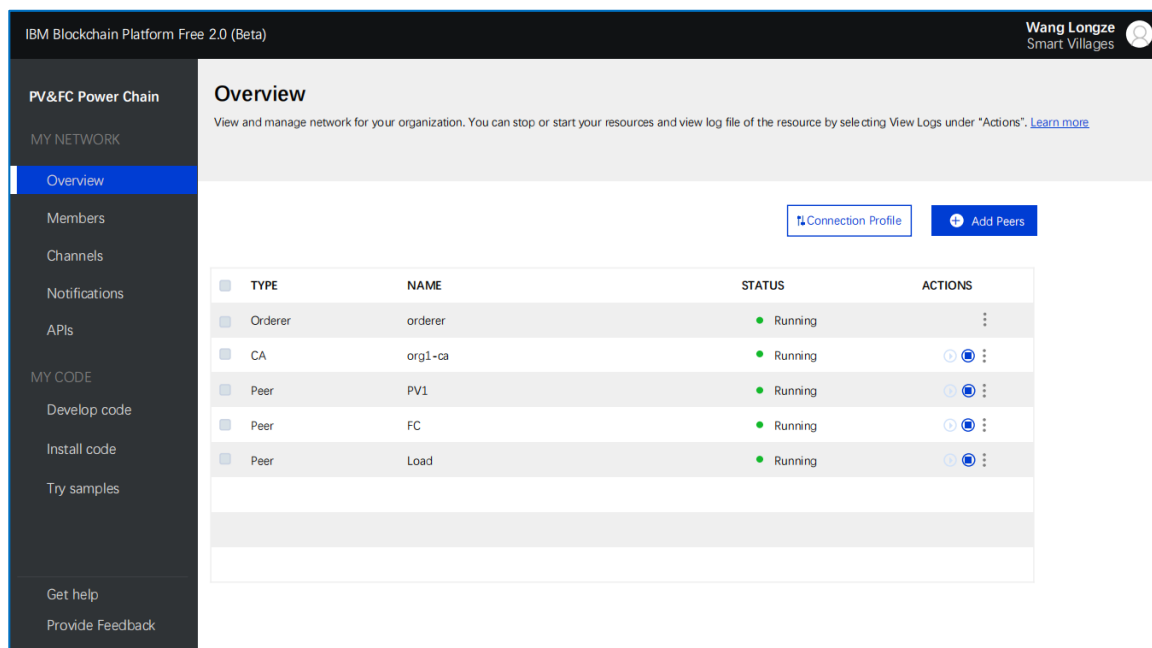 IBM Blockchain Platform Free 2.0 (Beta)
Wang Longze
Smart Villages
PV&FC Power Chain
MY NETWORK
Overview
Members
Channels
Notifications
APIs
MY CODE
Develop code
Install code
Try samples
Get help
Provide Feedback
Overview
View and manage network for your organization. You can stop or start your resources and view log file of the resource by selecting View Logs under "Actions". Learn more
Connection Profile
Add Peers
TYPE NAME STATUS ACTIONS
Orderer orderer Running
CA org1-ca Running
Peer PV1 Running
Peer FC Running
Peer Load Running